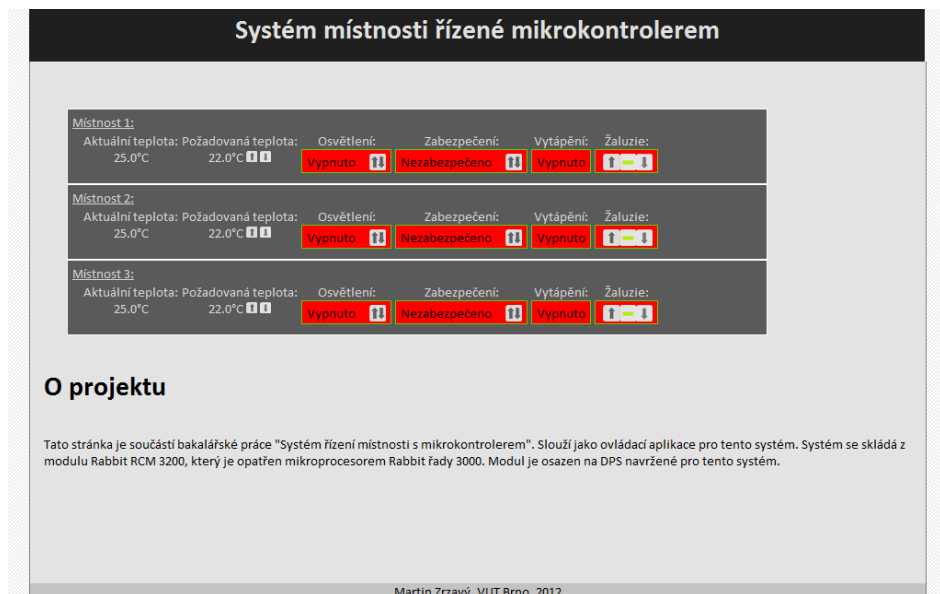 Systém místnosti řízené mikrokontrolerem
Místnost 1:
Aktuální teplota: Požadovaná teplota: Osvětlení: Zabezpečení: Vytápění: Žaluzie:
25.0°C 22.0°C Vypnuto Nezabezpečeno Vypnuto
Místnost 2:
Aktuální teplota: Požadovaná teplota: Osvětlení: Zabezpečení: Vytápění: Žaluzie:
25.0°C 22.0°C Vypnuto Nezabezpečeno Vypnuto
Místnost 3:
Aktuální teplota: Požadovaná teplota: Osvětlení: Zabezpečení: Vytápění: Žaluzie:
25.0°C 22.0°C Vypnuto Nezabezpečeno Vypnuto
O projektu
Tato stránka je součástí bakalářské práce "Systém řízení místnosti s mikrokontrolerem". Slouží jako ovládací aplikace pro tento systém. Systém se skládá z
modulu Rabbit RCM 3200, který je opatřen mikroprocesorem Rabbit řady 3000. Modul je osazen na DPS navržené pro tento systém.
Martin Zrzavý, VUT Brno, 2012